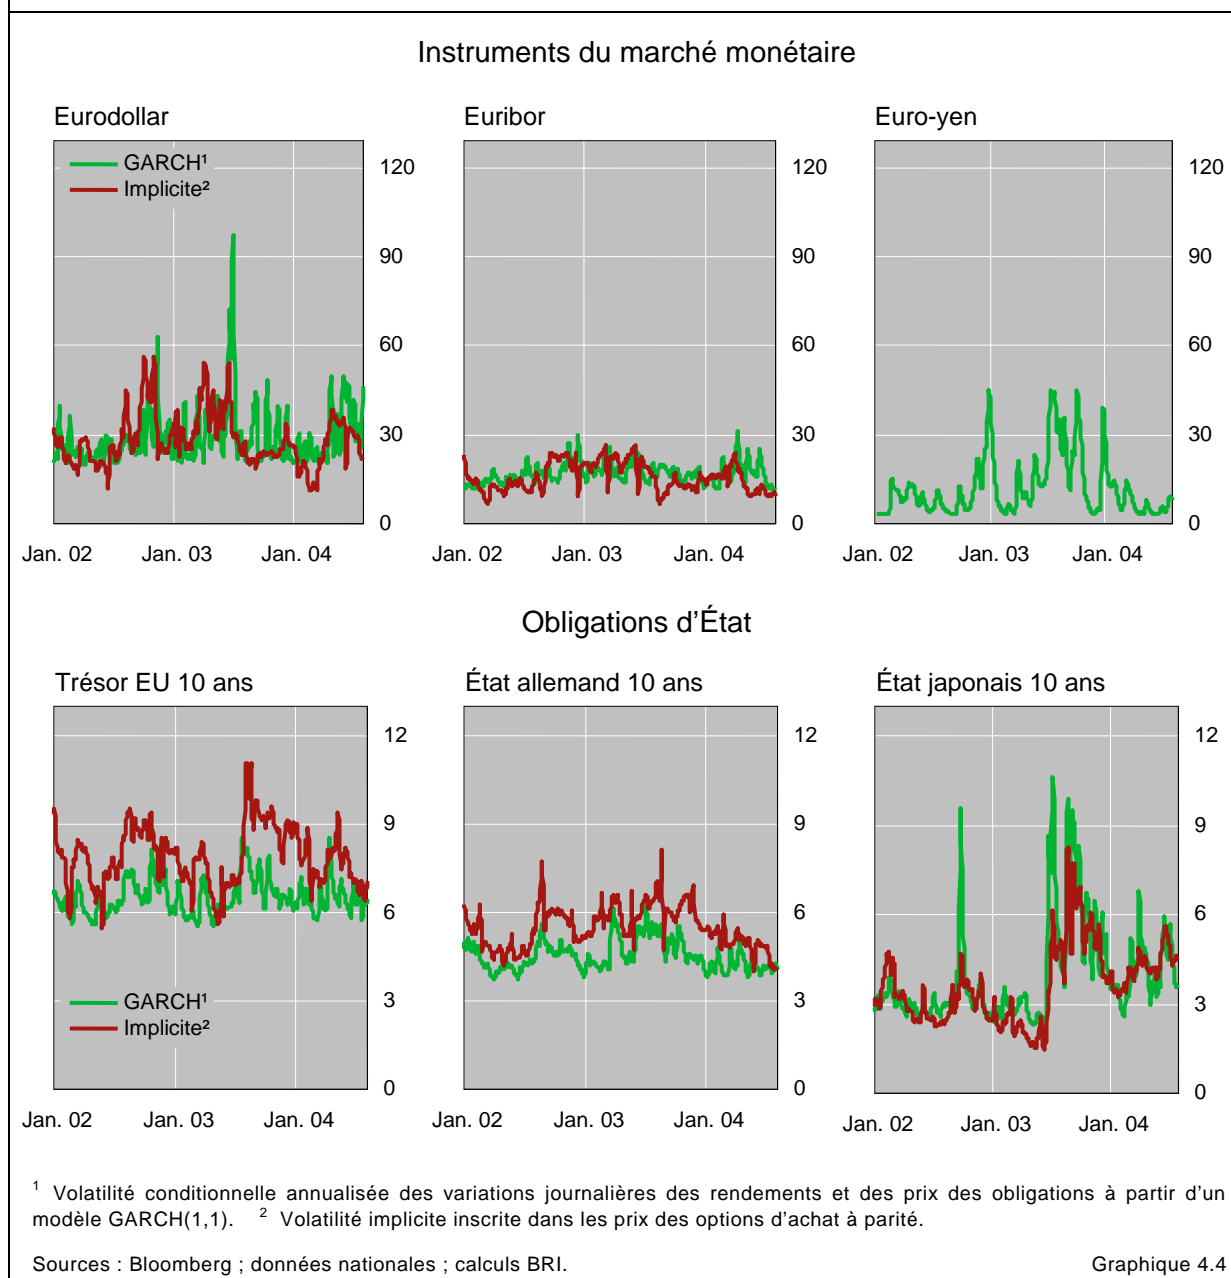 Instruments du marché monétaire
Eurodollar
Euribor
Euro-yen
GARCH¹
Implicite²
120
90
60
30
0
120
90
60
30
0
120
90
60
30
0
Jan. 02 Jan. 03 Jan. 04
Jan. 02 Jan. 03 Jan. 04
Jan. 02 Jan. 03 Jan. 04
Obligations d’État
Trésor EU 10 ans
État allemand 10 ans
État japonais 10 ans
12
9
6
3
0
12
9
6
3
0
12
9
6
3
0
GARCH¹
Implicite²
Jan. 02 Jan. 03 Jan. 04
Jan. 02 Jan. 03 Jan. 04
Jan. 02 Jan. 03 Jan. 04
¹ Volatilité conditionnelle annualisée des variations journalières des rendements et des prix des obligations à partir d’un
modèle GARCH(1,1). ² Volatilité implicite inscrite dans les prix des options d’achat à parité.
Sources : Bloomberg ; données nationales ; calculs BRI. Graphique 4.4